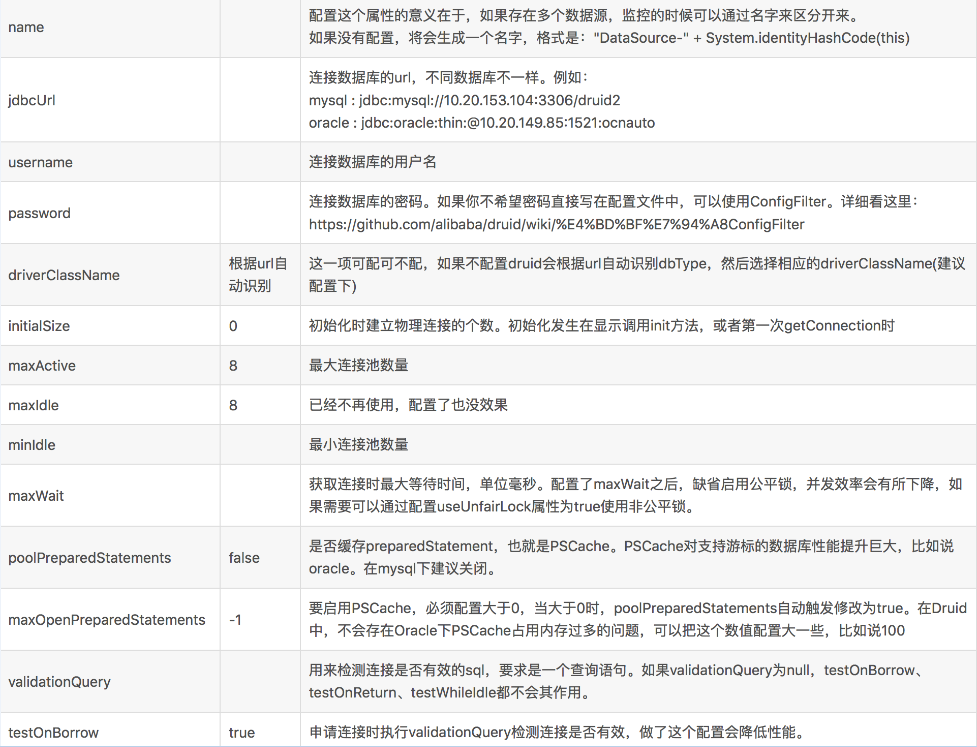 name
配置这个属性的意义在于，如果存在多个数据源，监控的时候可以通过名字来区分开来。
如果没有配置，将会生成一个名字，格式是："DataSource-" + System.identityHashCode(this)
jdbcUrl
连接数据库的url，不同数据库不一样。例如：
mysql : jdbc:mysql://10.20.153.104:3306/druid2
oracle : jdbc:oracle:thin:@10.20.149.85:1521:ocnauto
username
连接数据库的用户名
password
连接数据库的密码。如果你不希望密码直接写在配置文件中，可以使用ConfigFilter。详细看这里：
https://github.com/alibaba/druid/wiki/%E4%BD%BF%E7%94%A8ConfigFilter
driverClassName
根据url自
动识别
这一项可配可不配，如果不配置druid会根据url自动识别dbType，然后选择相应的driverClassName(建议
配置下)
initialSize
0
初始化时建立物理连接的个数。初始化发生在显示调用init方法，或者第一次getConnection时
maxActive
8
最大连接池数量
maxIdle
8
已经不再使用，配置了也没效果
minIdle
最小连接池数量
maxWait
获取连接时最大等待时间，单位毫秒。配置了maxWait之后，缺省启用公平锁，并发效率会有所下降，如
果需要可以通过配置useUnfairLock属性为true使用非公平锁。
poolPreparedStatements
false
是否缓存preparedStatement，也就是PSCache。PSCache对支持游标的数据库性能提升巨大，比如说
oracle。在mysql下建议关闭。
maxOpenPreparedStatements
-1
要启用PSCache，必须配置大于0，当大于0时，poolPreparedStatements自动触发修改为true。在Druid
中，不会存在Oracle下PSCache占用内存过多的问题，可以把这个数值配置大一些，比如说100
validationQuery
用来检测连接是否有效的sql，要求是一个查询语句。如果validationQuery为null，testOnBorrow、
testOnReturn、testWhileIdle都不会其作用。
testOnBorrow
true
申请连接时执行validationQuery检测连接是否有效，做了这个配置会降低性能。